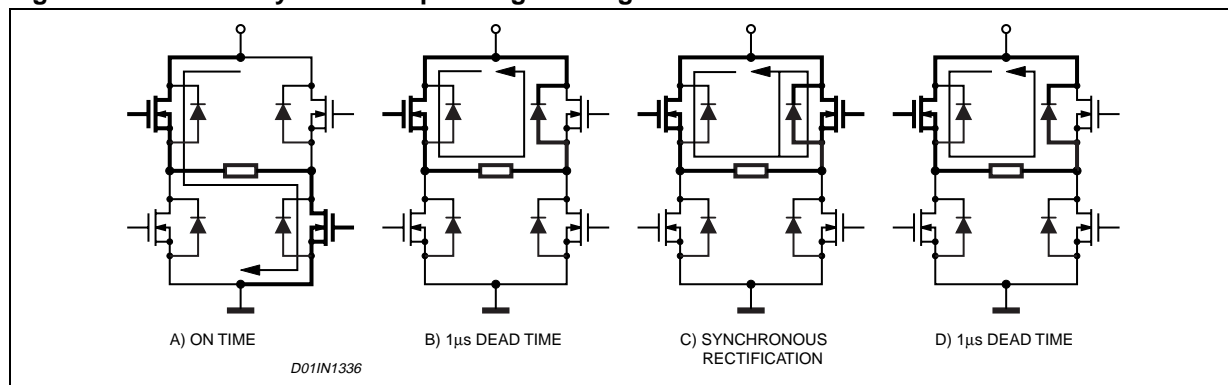 A) ON TIME
B) 1μs DEAD TIME
C) SYNCHRONOUS
RECTIFICATION
D) 1μs DEAD TIME
D01IN1336